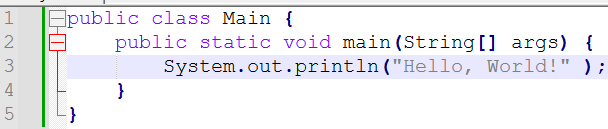 1 public class Main {
2     public static void main(String[] args) {
3         System.out.println("Hello, World!" );
4     }
5 }